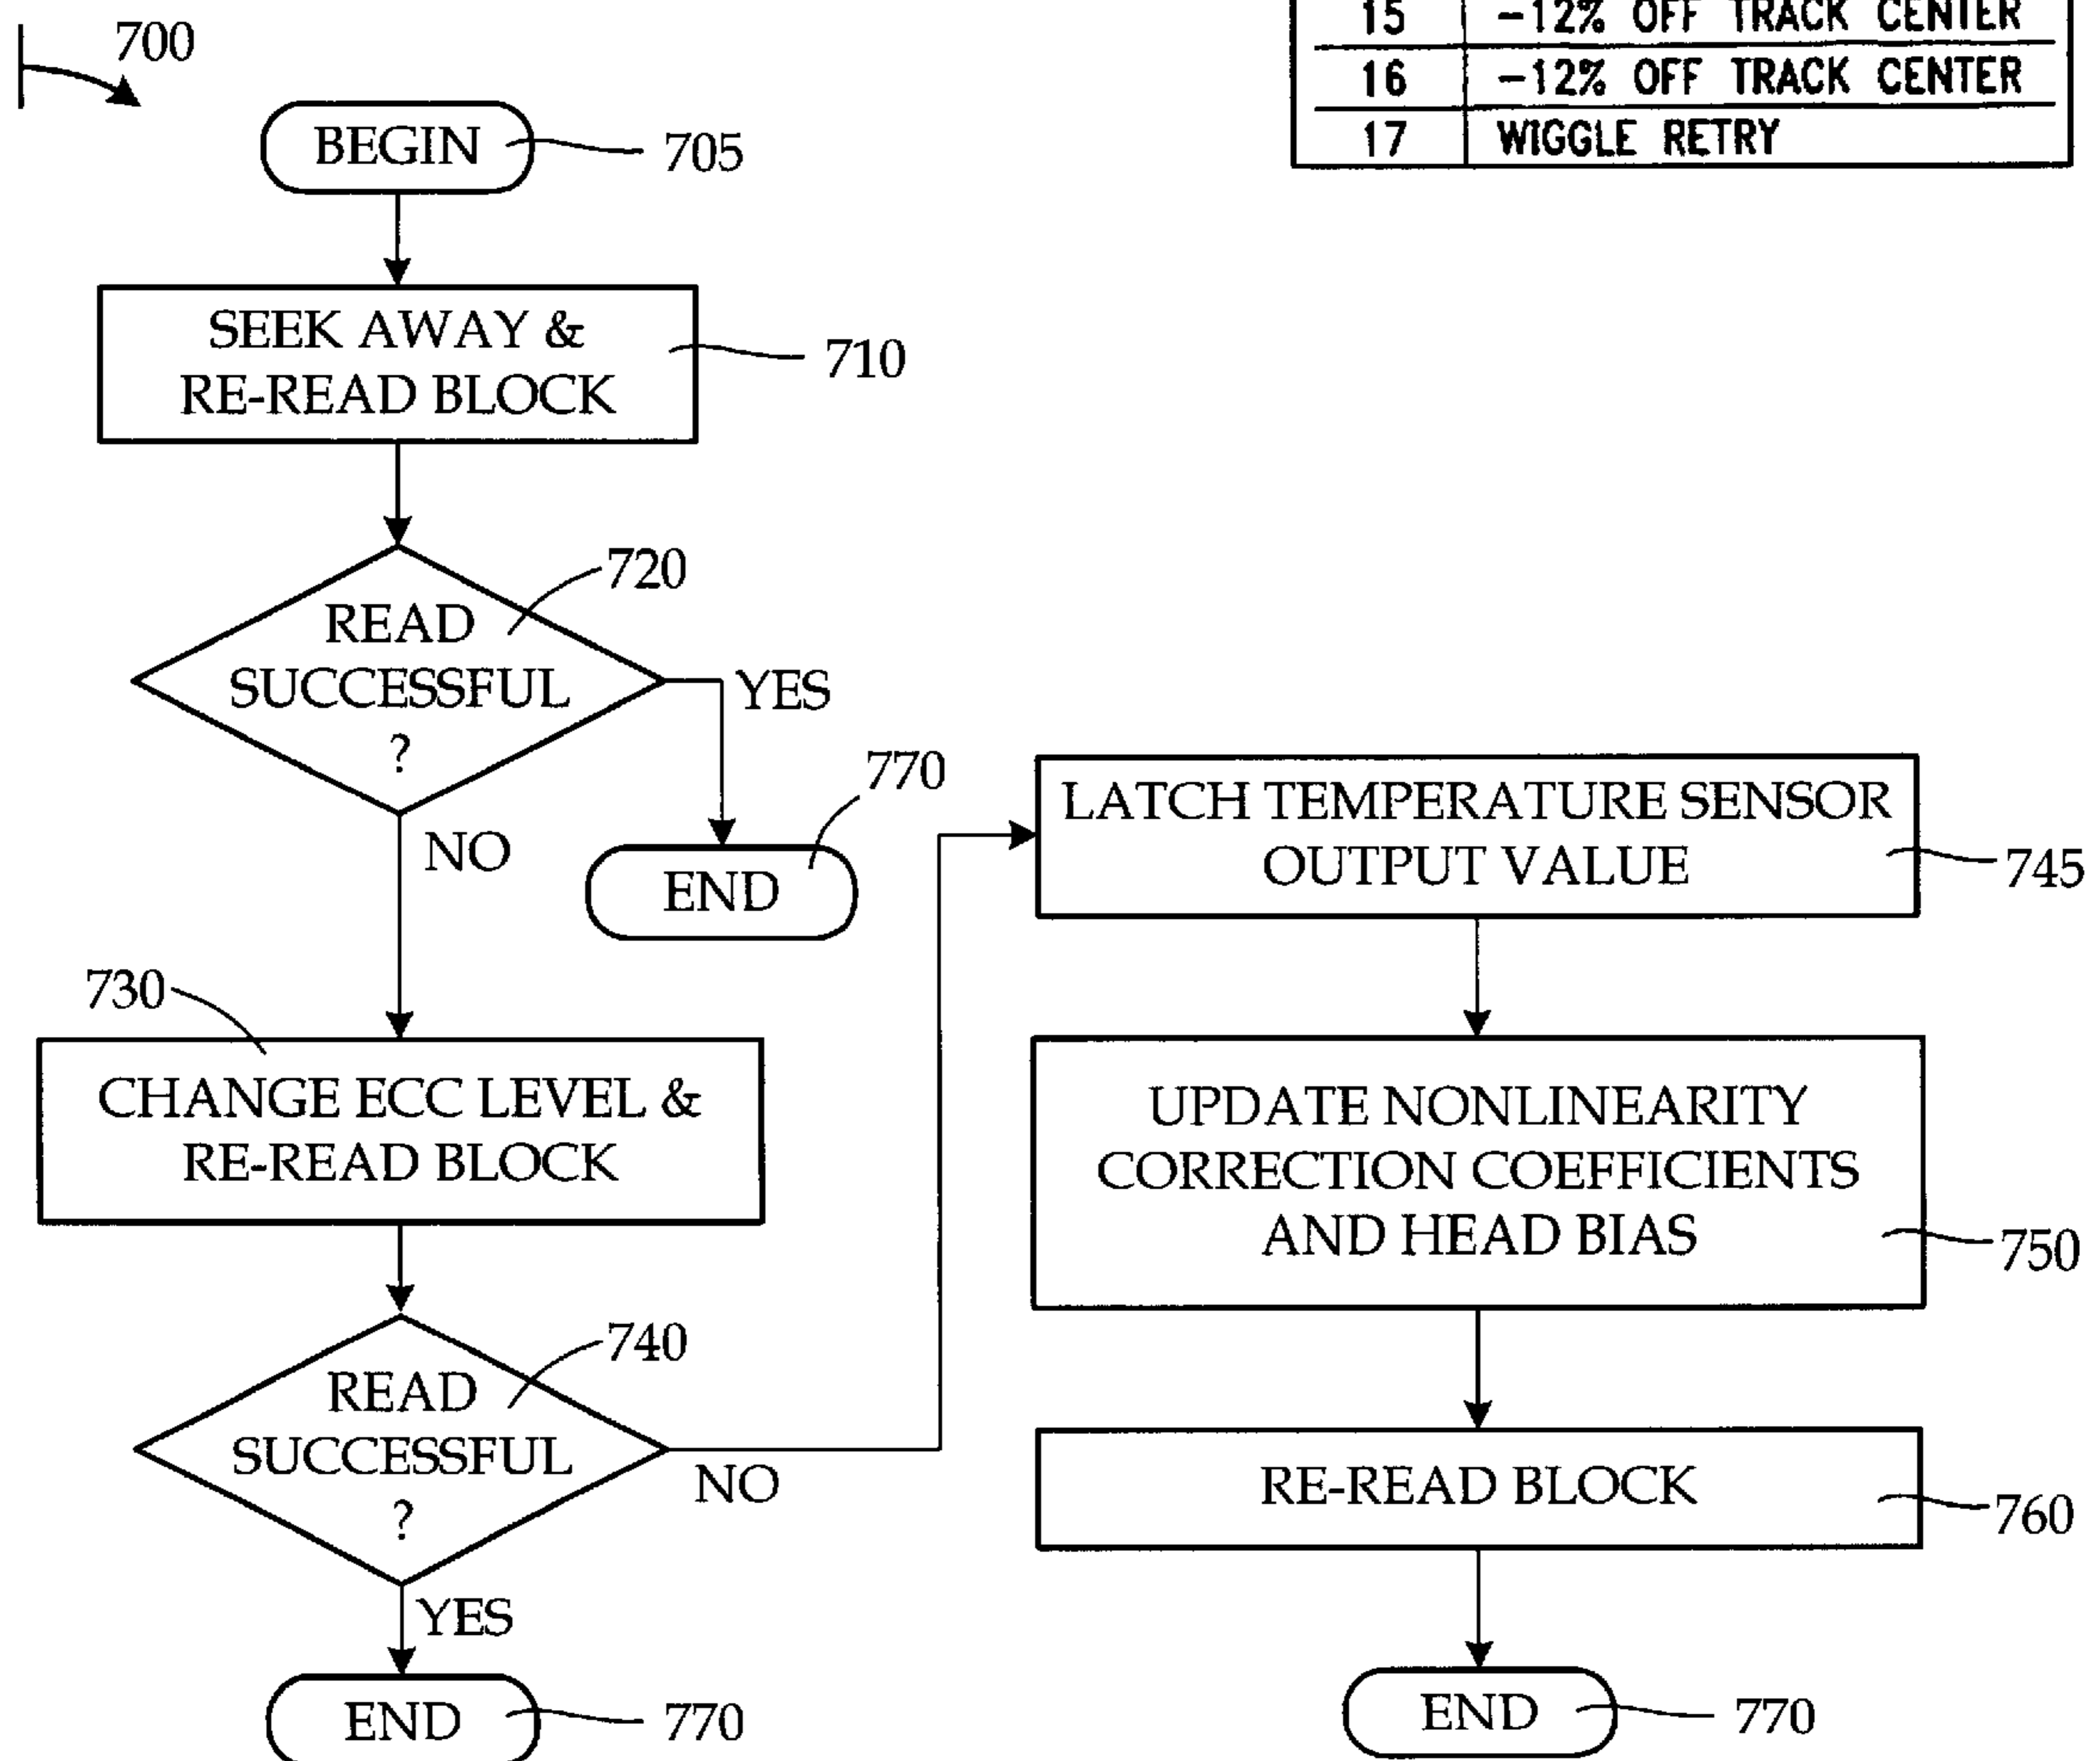 15 -12% OFF TRACK CENTER
16 -12% OFF TRACK CENTER
17 WIGGLE RETRY
700
BEGIN
705
SEEK AWAY &
RE-READ BLOCK
710
READ
SUCCESSFUL
?
720
YES
END
770
NO
730
CHANGE ECC LEVEL &
RE-READ BLOCK
READ
SUCCESSFUL
?
740
NO
YES
END
770
LATCH TEMPERATURE SENSOR
OUTPUT VALUE
745
UPDATE NONLINEARITY
CORRECTION COEFFICIENTS
AND HEAD BIAS
750
RE-READ BLOCK
760
END
770